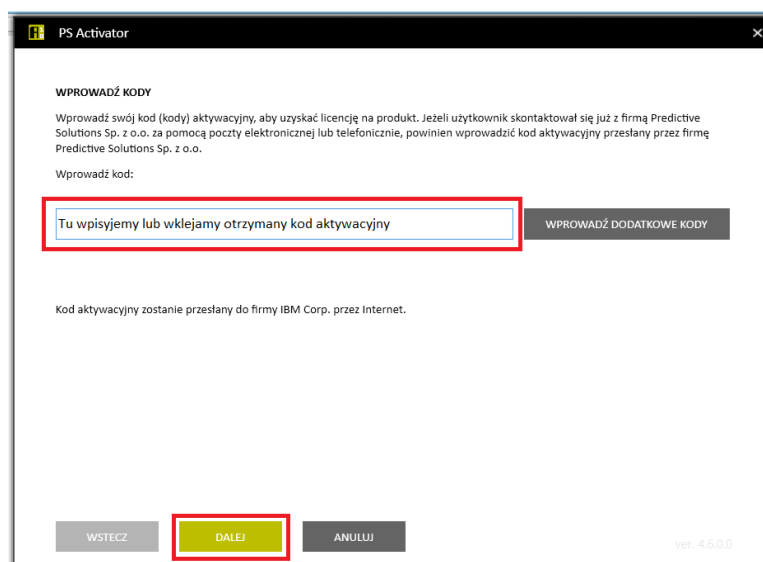 PS Activator
WPROWADŹ KODY
Wprowadź swój kod (kody) aktywacyjny, aby uzyskać licencję na produkt. Jeżeli użytkownik skontaktował się już z firmą Predictive
Solutions Sp. z o.o. za pomocą poczty elektronicznej lub telefonicznie, powinien wprowadzić kod aktywacyjny przesłany przez firmę
Predictive Solutions Sp. z o.o.
Wprowadź kod:
Tu wpisyjemy lub wklejamy otrzymany kod aktywacyjny
WPROWADŹ DODATKOWE KODY
Kod aktywacyjny zostanie przesłany do firmy IBM Corp. przez Internet.
WSTECZ DALEJ ANULUJ
ver. 4.6.0.0